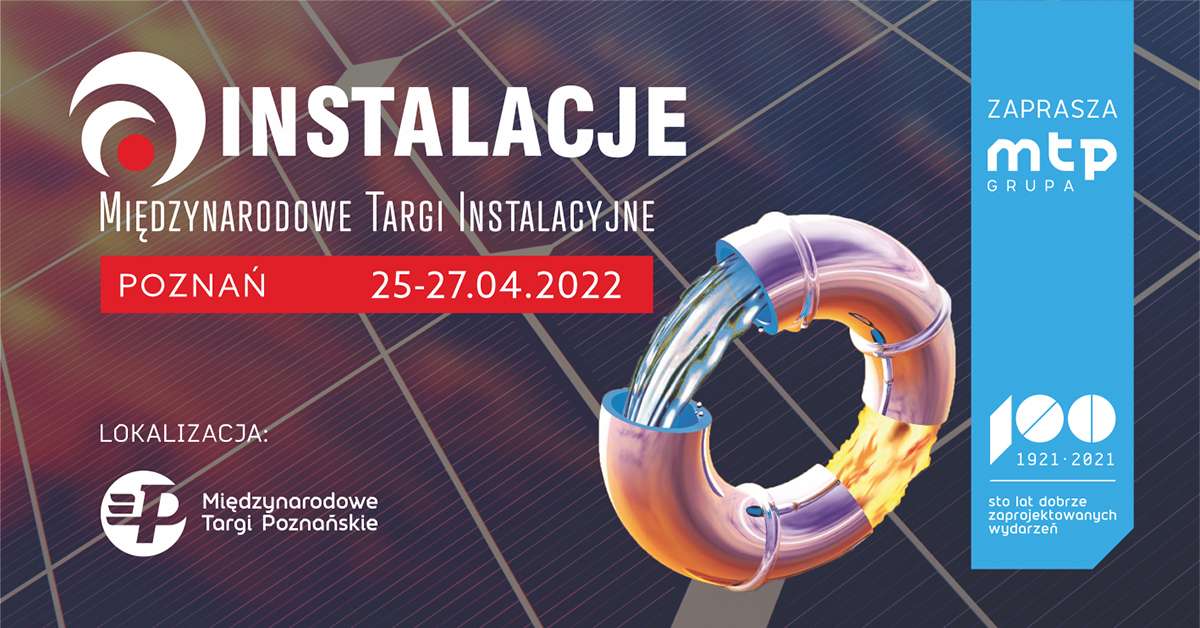 INSTALACJE
Międzynarodowe Targi Instalacyjne
POZNAŃ 25-27.04.2022
LOKALIZACJA:
Międzynarodowe
Targi Poznańskie
ZAPRASZA
mtp
GRUPA
100
1921·2021
sto lat dobrze
zaprojektowanych
wydarzeń